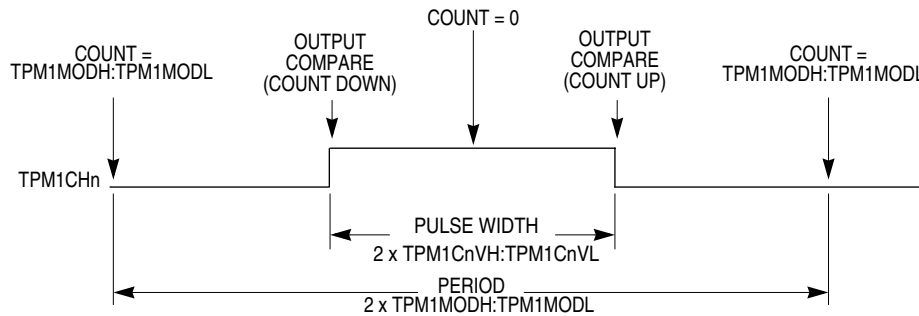 COUNT = 0
COUNT =
TPM1MODH:TPM1MODL
OUTPUT
COMPARE
(COUNT DOWN)
OUTPUT
COMPARE
(COUNT UP)
COUNT =
TPM1MODH:TPM1MODL
TPM1CHn
PULSE WIDTH
2 x TPM1CnVH:TPM1CnVL
PERIOD
2 x TPM1MODH:TPM1MODL